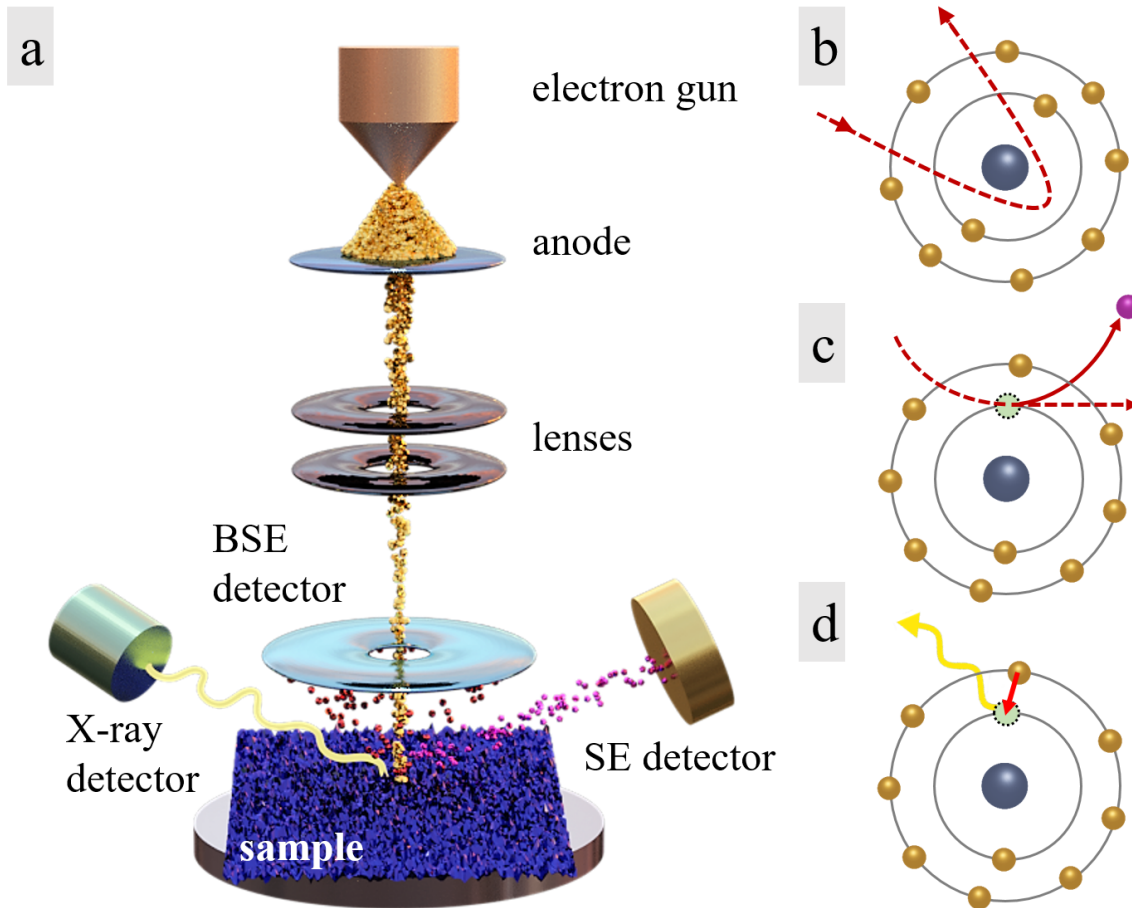 a
electron gun
anode
lenses
BSE
detector
X-ray
detector
SE detector
sample
b
c
d